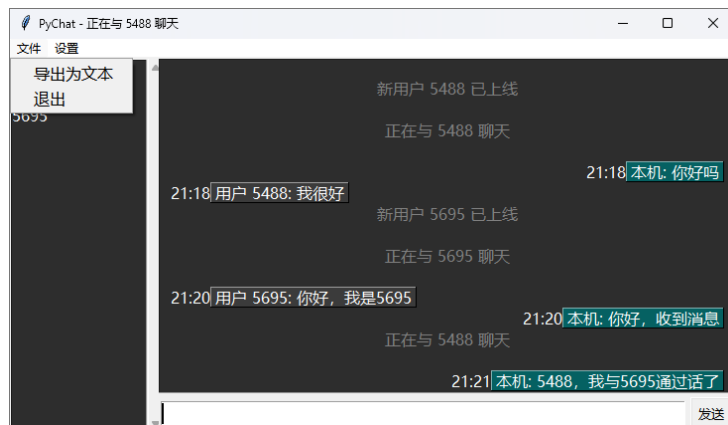 PyChat - 正在与 5488 聊天
文件 设置
导出为文本
退出
5695
新用户 5488 已上线
正在与 5488 聊天
21:18 本机: 你好吗
21:18 用户 5488: 我很好
新用户 5695 已上线
正在与 5695 聊天
21:20 用户 5695: 你好，我是5695
21:20 本机: 你好，收到消息
正在与 5488 聊天
21:21 本机: 5488，我与5695通过话了
发送